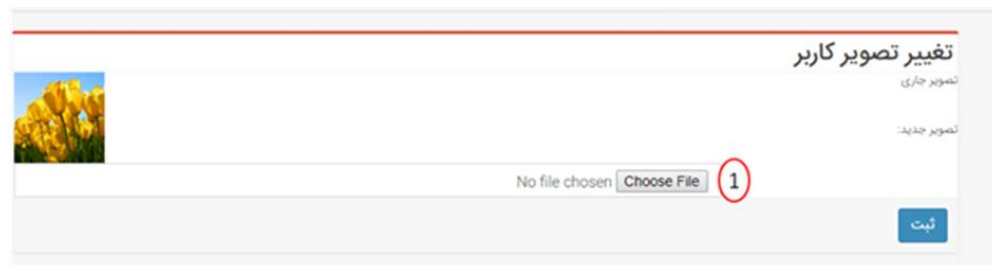 تغییر تصویر کاربر
تصویر جاری
تصویر جدید:
No file chosen Choose File 1
ثبت